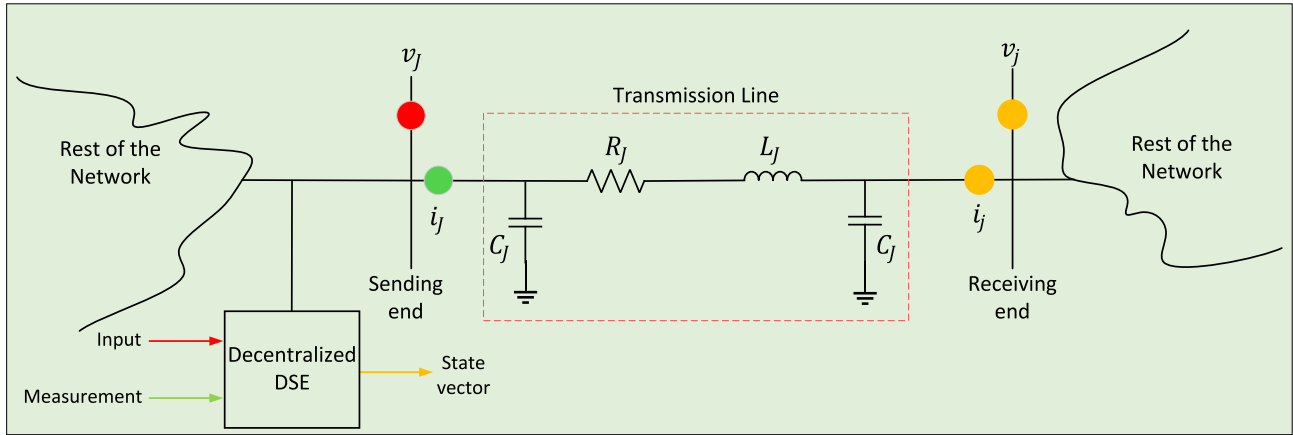 v_J
v_j
Transmission Line
Rest of the
Network
R_J
L_J
Rest of the
Network
i_J
i_j
C_J
C_J
Sending
end
Receiving
end
Input
Decentralized
DSE
State
vector
Measurement